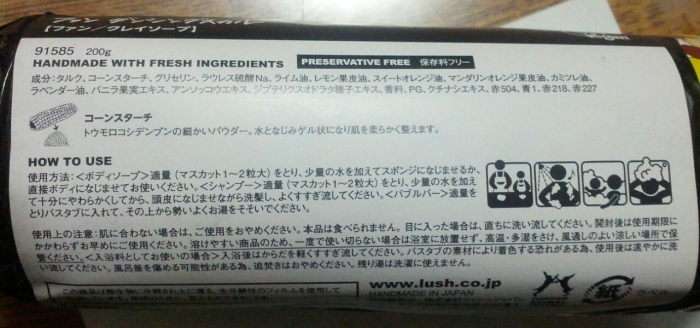 [ファン/クレイソープ]
91585 200g
HANDMADE WITH FRESH INGREDIENTS PRESERVATIVE FREE 保存料フリー
成分:タルク、コーンスターチ、グリセリン、ラウレス硫酸Na、ライム油、レモン果皮油、スイートオレンジ油、マンダリンオレンジ果皮油、カミツレ油、
ラベンダー油、バニラ果実エキス、アンソッコウエキス、ジプテリクスオドラタ種子エキス、香料、PG、クチナシエキス、赤504、青1、赤218、赤227
コーンスターチ
トウモロコシデンプンの細かいパウダー。水となじみゲル状になり肌を柔らかく整えます。
HOW TO USE
使用方法:<ボディソープ>適量(マスカット1〜2粒大)をとり、少量の水を加えてスポンジになじませるか、
直接ボディになじませてお使いください。<シャンプー>適量(マスカット1〜2粒大)をとり、少量の水を加え
て十分にやわらかくしてから、頭皮になじませながら洗髪し、よくすすぎ流してください。<バブルバー>適量を
とりバスタブに入れて、その上から勢いよくお湯をそそいでください。
使用上の注意:肌に合わない場合は、ご使用をおやめください。本品は食べられません。目に入った場合は、直ちに洗い流してください。開封後は使用期限に
かかわらずお早めにご使用ください。溶けやすい商品のため、一度で使い切らない場合は浴室に放置せず、高温・多湿をさけ、風通しのよい涼しい場所で保
管ください。<入浴料としてお使いの場合>入浴後はからだを軽くすすぎ流してください。バスタブの素材により着色する恐れがある為、使用後は速やかに洗
い流してください。風呂釜を傷める可能性がある為、追焚きはおやめください。残り湯は洗濯に使えません。
www.lush.co.jp
HANDMADE IN JAPAN
紙
ラベル